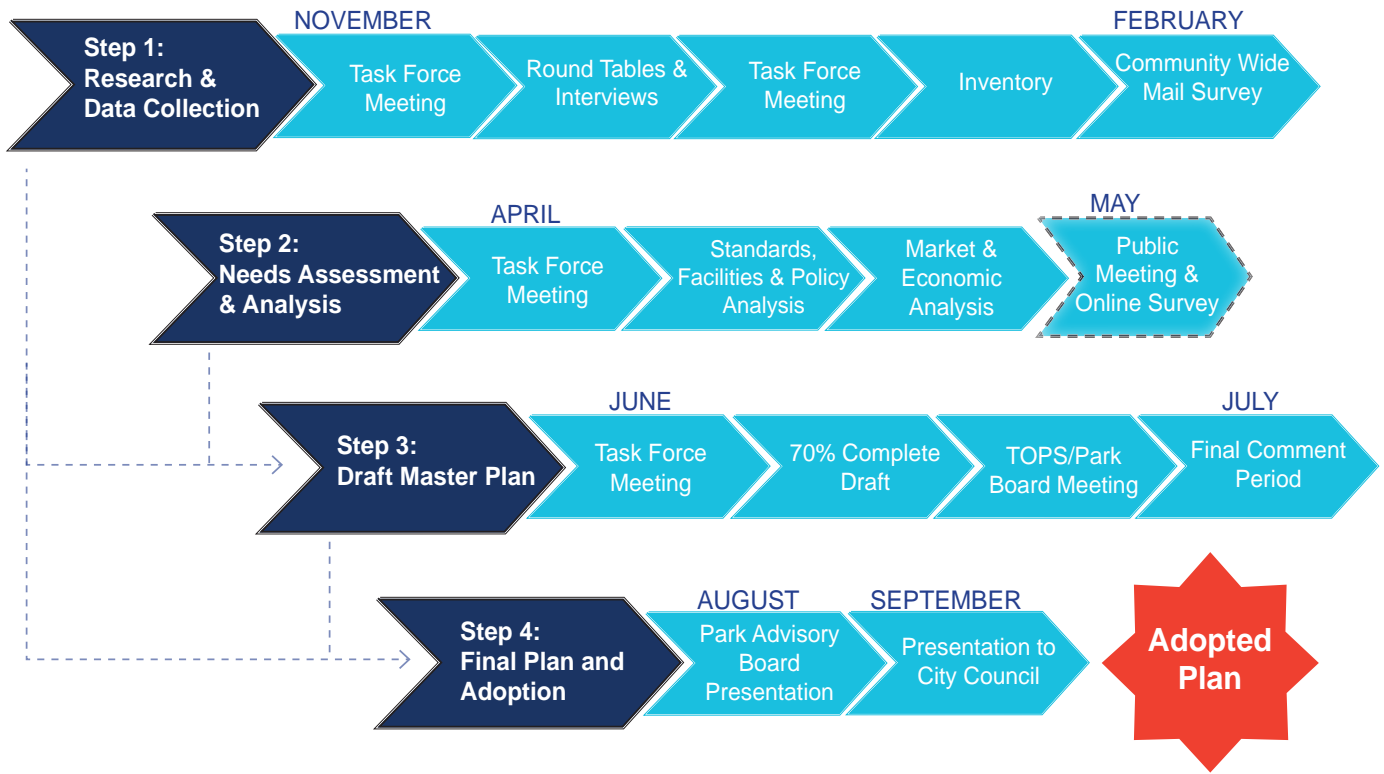 NOVEMBER
FEBRUARY
Step 1:
Research &
Data Collection
Task Force
Meeting
Round Tables &
Interviews
Task Force
Meeting
Inventory
Community Wide
Mail Survey
APRIL
MAY
Step 2:
Needs Assessment
& Analysis
Task Force
Meeting
Standards,
Facilities & Policy
Analysis
Market &
Economic
Analysis
Public
Meeting &
Online Survey
JUNE
JULY
Step 3:
Draft Master Plan
Task Force
Meeting
70% Complete
Draft
TOPS/Park
Board Meeting
Final Comment
Period
AUGUST
SEPTEMBER
Step 4:
Final Plan and
Adoption
Park Advisory
Board
Presentation
Presentation to
City Council
Adopted
Plan